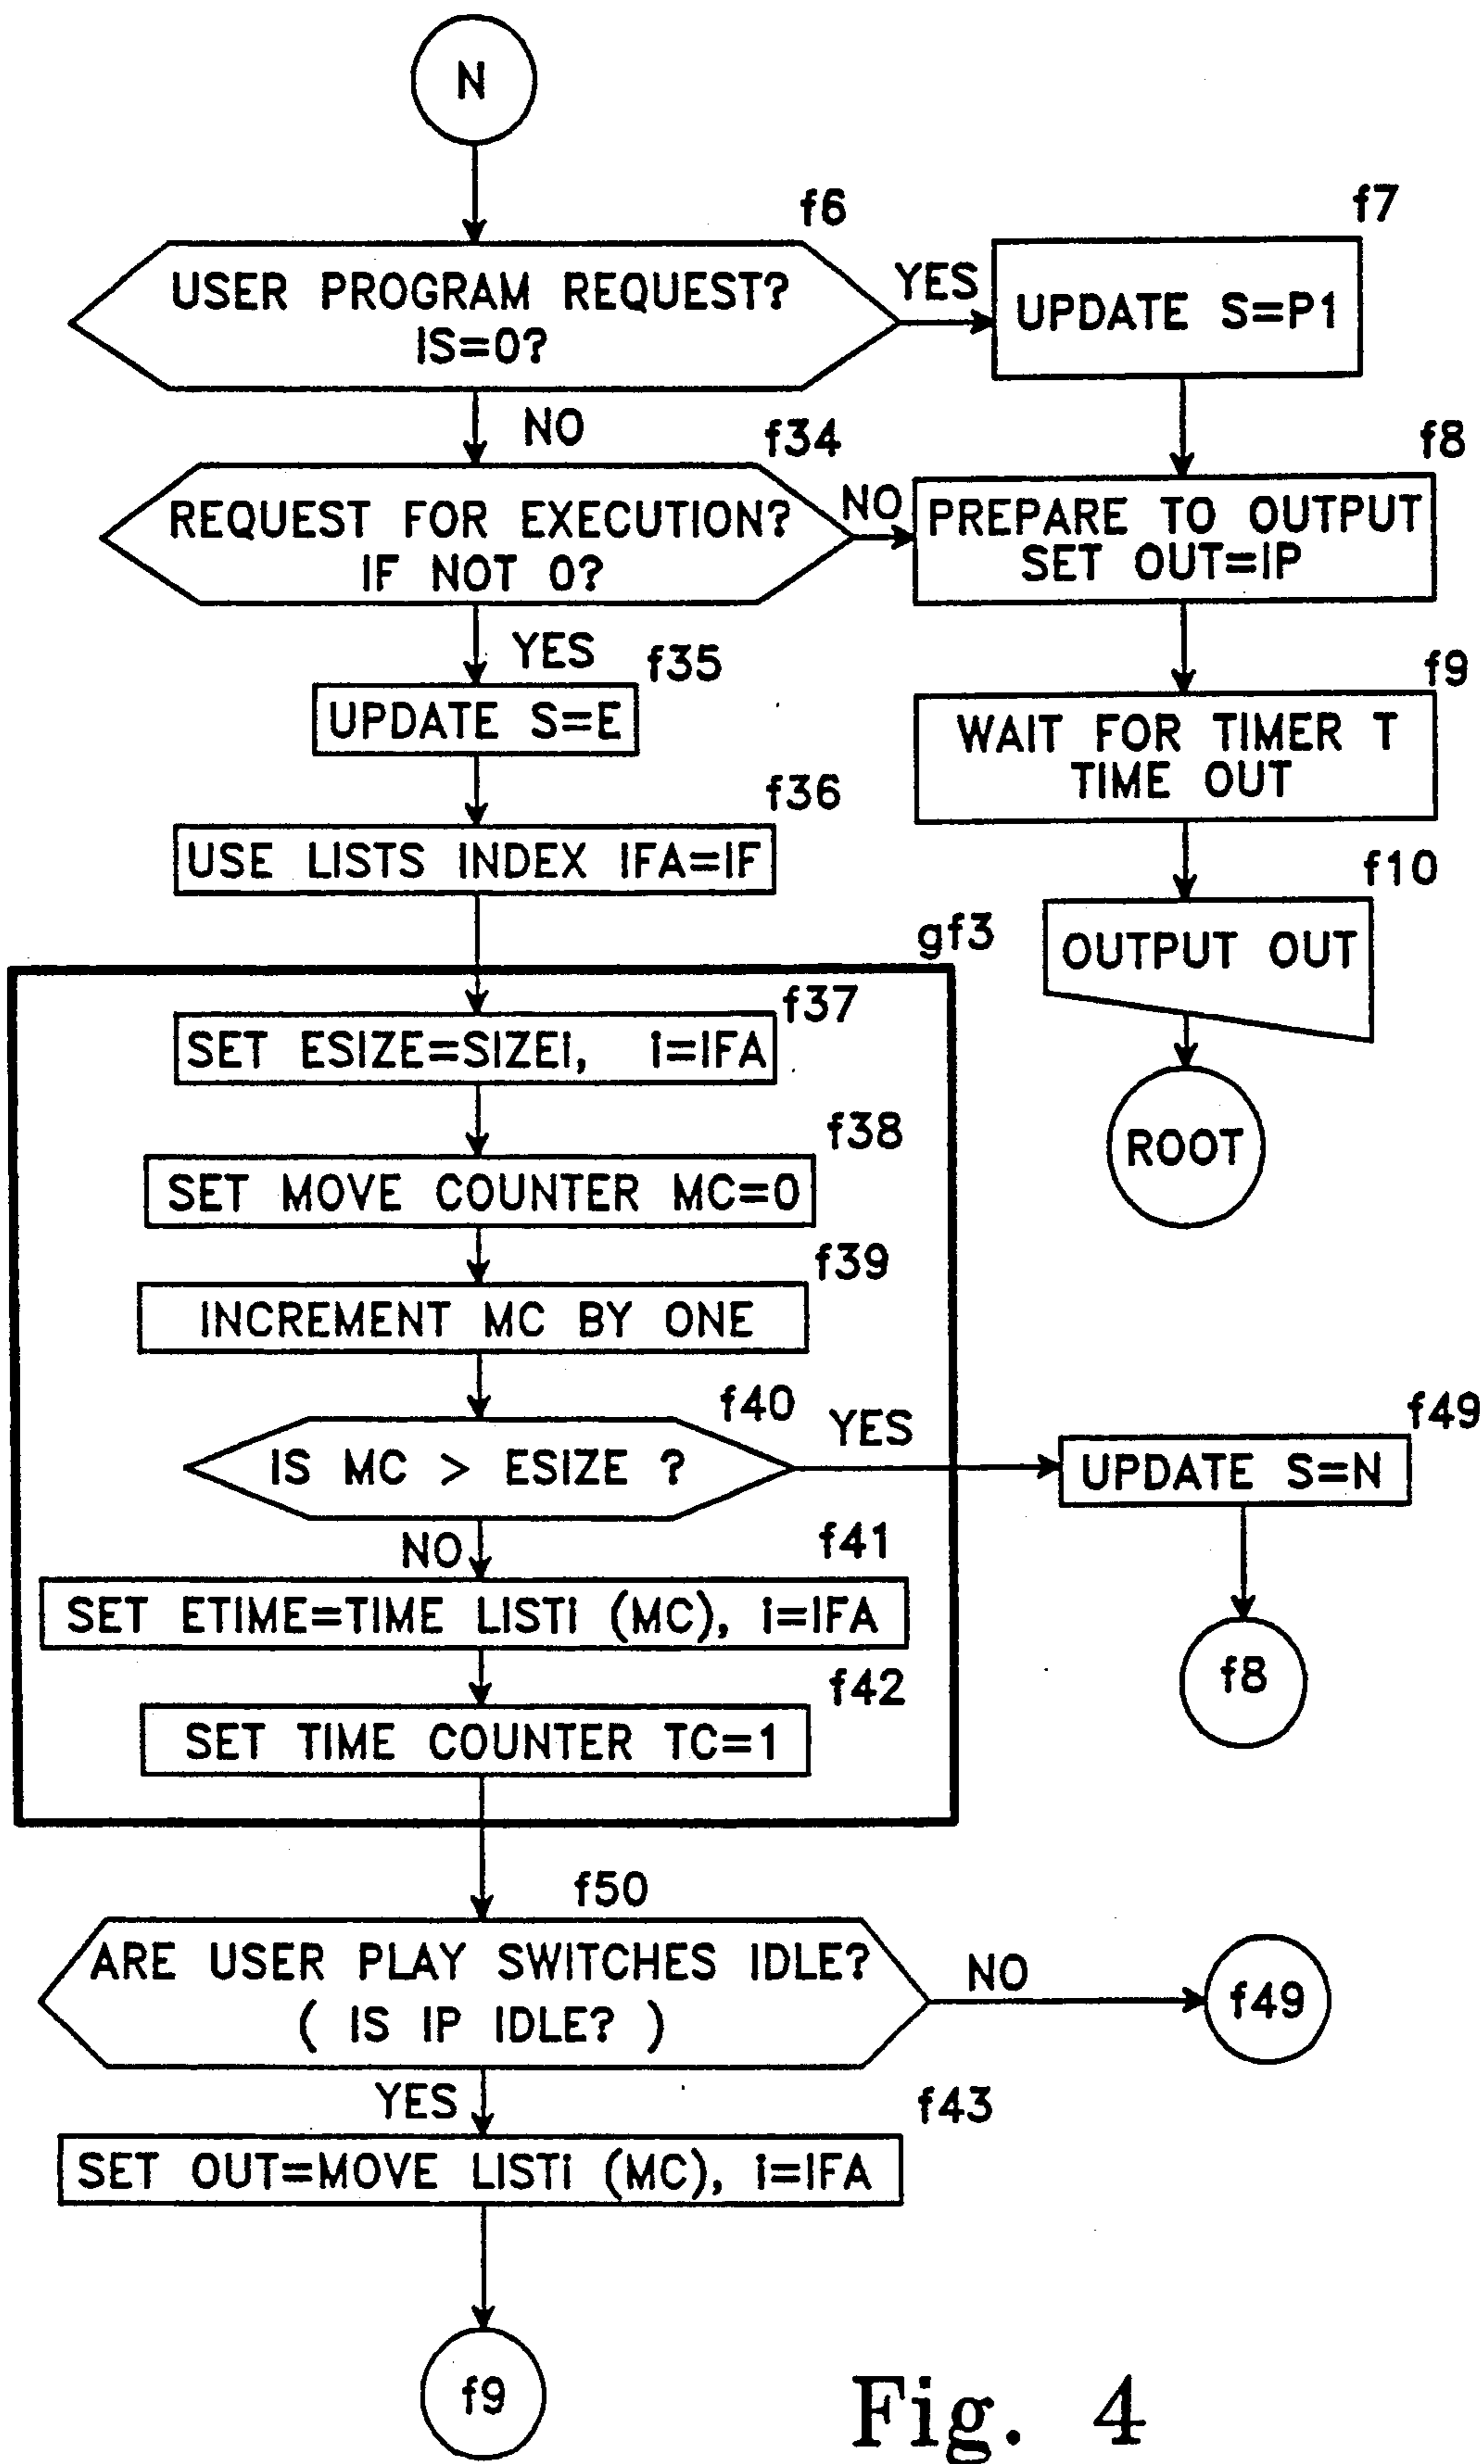 N
f6
USER PROGRAM REQUEST?
IS=0?
YES
f7
UPDATE S=P1
NO
f34
REQUEST FOR EXECUTION?
IF NOT 0?
NO
f8
PREPARE TO OUTPUT
SET OUT=IP
YES
f35
UPDATE S=E
f9
WAIT FOR TIMER T
TIME OUT
f36
USE LISTS INDEX IFA=IF
f10
OUTPUT OUT
ROOT
gf3
f37
SET ESIZE=SIZEi, i=IFA
f38
SET MOVE COUNTER MC=0
f39
INCREMENT MC BY ONE
f40
IS MC > ESIZE ?
YES
f49
UPDATE S=N
f8
NO
f41
SET ETIME=TIME LISTi (MC), i=IFA
f42
SET TIME COUNTER TC=1
f50
ARE USER PLAY SWITCHES IDLE?
( IS IP IDLE? )
NO
f49
YES
f43
SET OUT=MOVE LISTi (MC), i=IFA
f9
Fig. 4